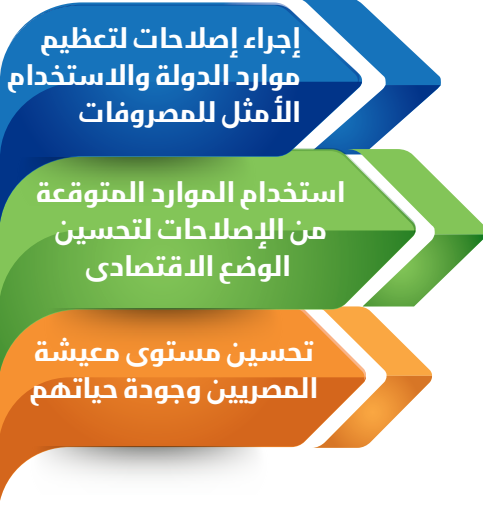 إجراء إصلاحات لتعظيم
موارد الدولة والاستخدام
الأمثل للمصروفات
استخدام الموارد المتوقعة
من الإصلاحات لتحسين
الوضع الاقتصادى
تحسين مستوى معيشة
المصريين وجودة حياتهم